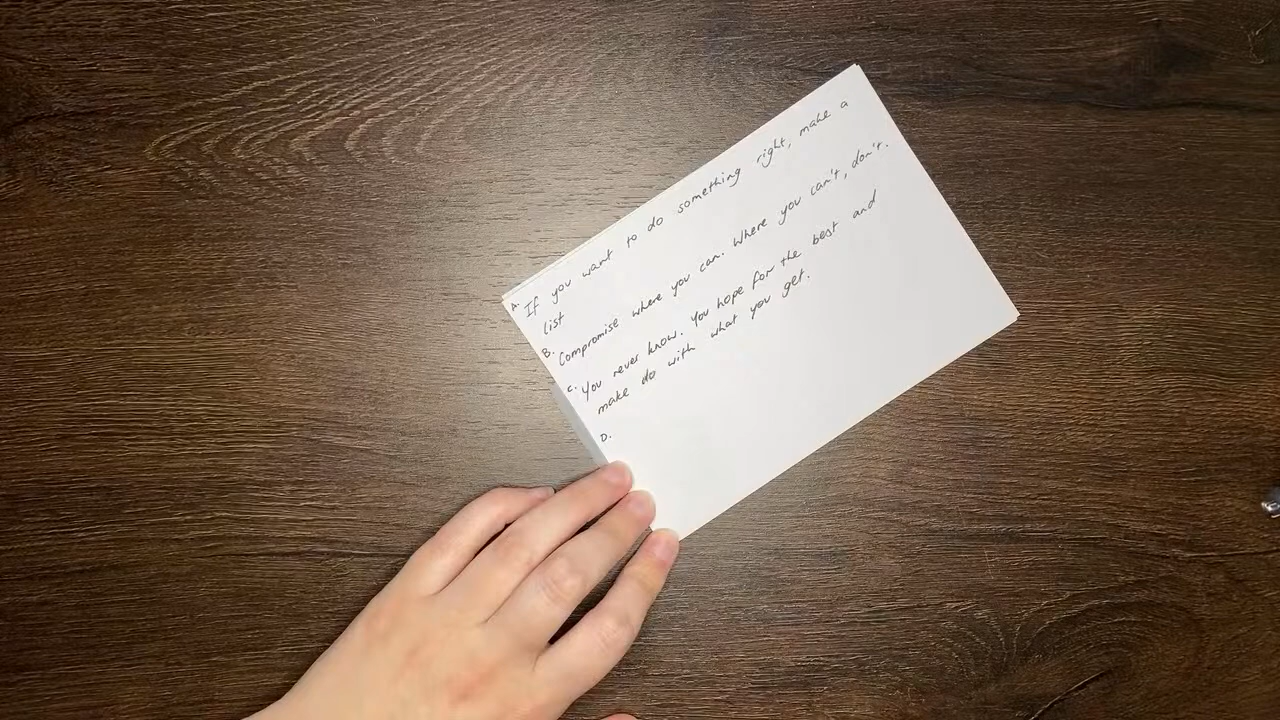 A. If you want to do something right, make a
list
B. Compromise where you can. Where you can't, don't.
C. You never know. You hope for the best and
make do with what you get.
D.